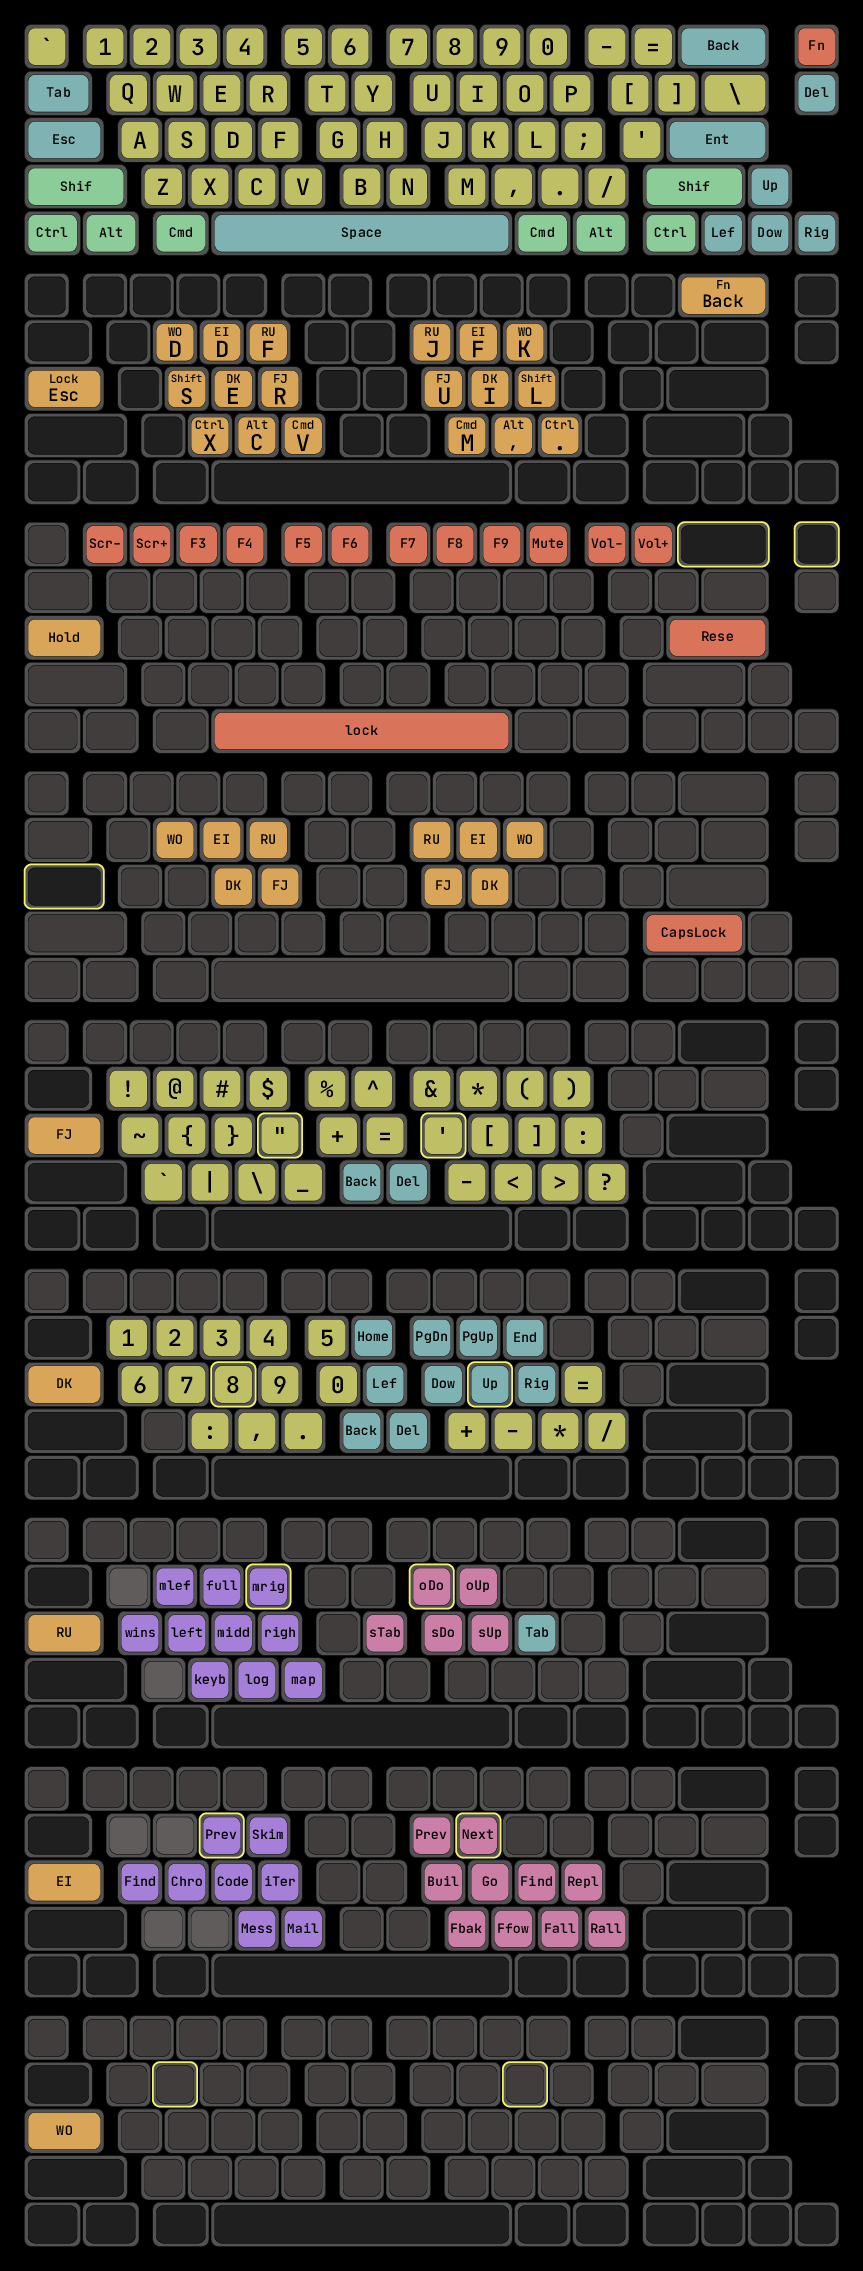 ` 1 2 3 4 5 6 7 8 9 0 - = Back Fn
Tab Q W E R T Y U I O P [ ] \ Del
Esc A S D F G H J K L ; ' Ent
Shif Z X C V B N M , . / Shif Up
Ctrl Alt Cmd Space Cmd Alt Ctrl Lef Dow Rig
Fn
Back
WO EI RU RU EI WO
D D F J F K
Lock Shift DK FJ FJ DK Shift
Esc S E R U I L
Ctrl Alt Cmd Cmd Alt Ctrl
X C V M , .
Scr- Scr+ F3 F4 F5 F6 F7 F8 F9 Mute Vol- Vol+
Hold Rese
lock
WO EI RU RU EI WO
DK FJ FJ DK
CapsLock
! @ # $ % ^ & * ( )
FJ ~ { } " + = ' [ ] :
` | \ _ Back Del - < > ?
1 2 3 4 5 Home PgDn PgUp End
DK 6 7 8 9 0 Lef Dow Up Rig =
: , . Back Del + - * /
mlef full mrig oDo oUp
RU wins left midd righ sTab sDo sUp Tab
keyb log map
Prev Skim Prev Next
EI Find Chro Code iTer Buil Go Find Repl
Mess Mail Fbak Ffow Fall Rall
WO